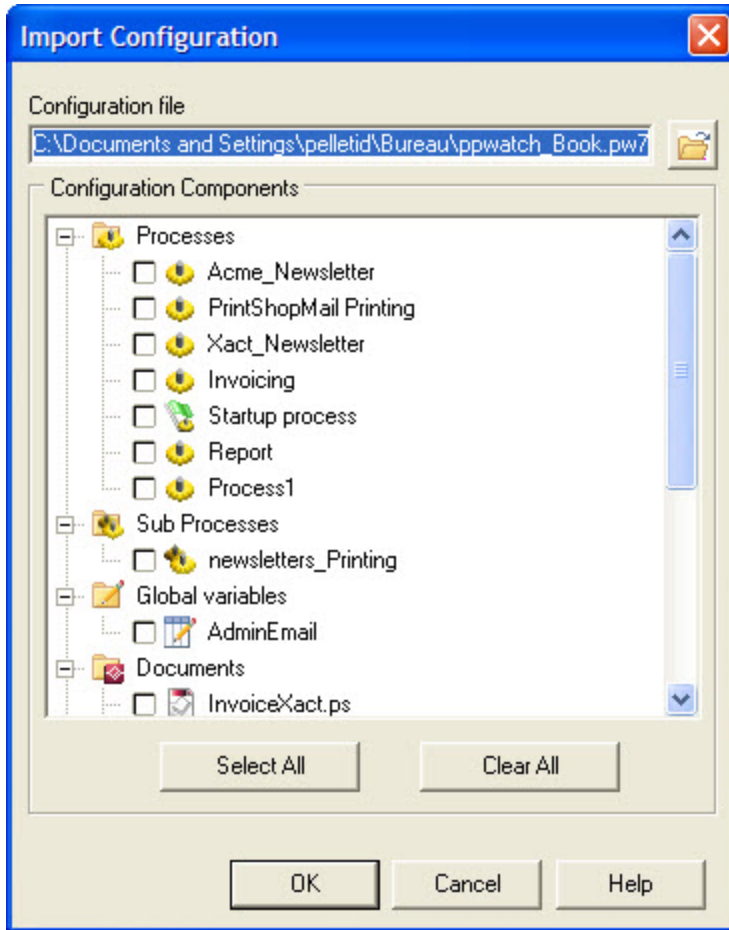 Import Configuration
Configuration file
C:\Documents and Settings\pelletid\Bureau\ppwatch_Book.pw7
Configuration Components
Processes
Acme_Newsletter
PrintShopMail Printing
Xact_Newsletter
Invoicing
Startup process
Report
Process1
Sub Processes
newsletters_Printing
Global variables
AdminEmail
Documents
InvoiceXact.ps
Select All Clear All
OK Cancel Help